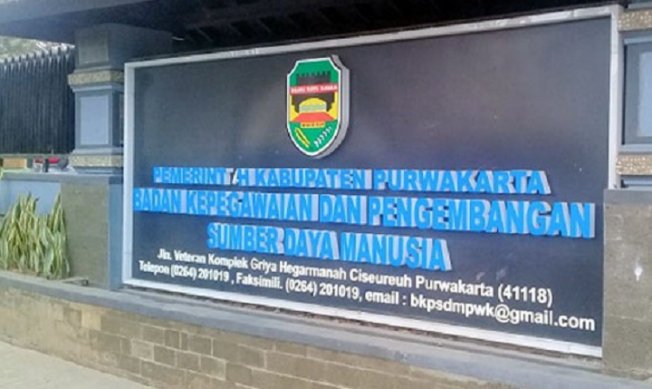 PEMERINTAH KABUPATEN PURWAKARTA
BADAN KEPEGAWAIAN DAN PENGEMBANGAN
SUMBER DAYA MANUSIA
Jln. Veteran Komplek Griya Hegarmanah Ciseureuh Purwakarta (41118)
Telepon (0264) 201019 , Faksimili. (0264) 201019, email : bkpsdmpwk@gmail.com